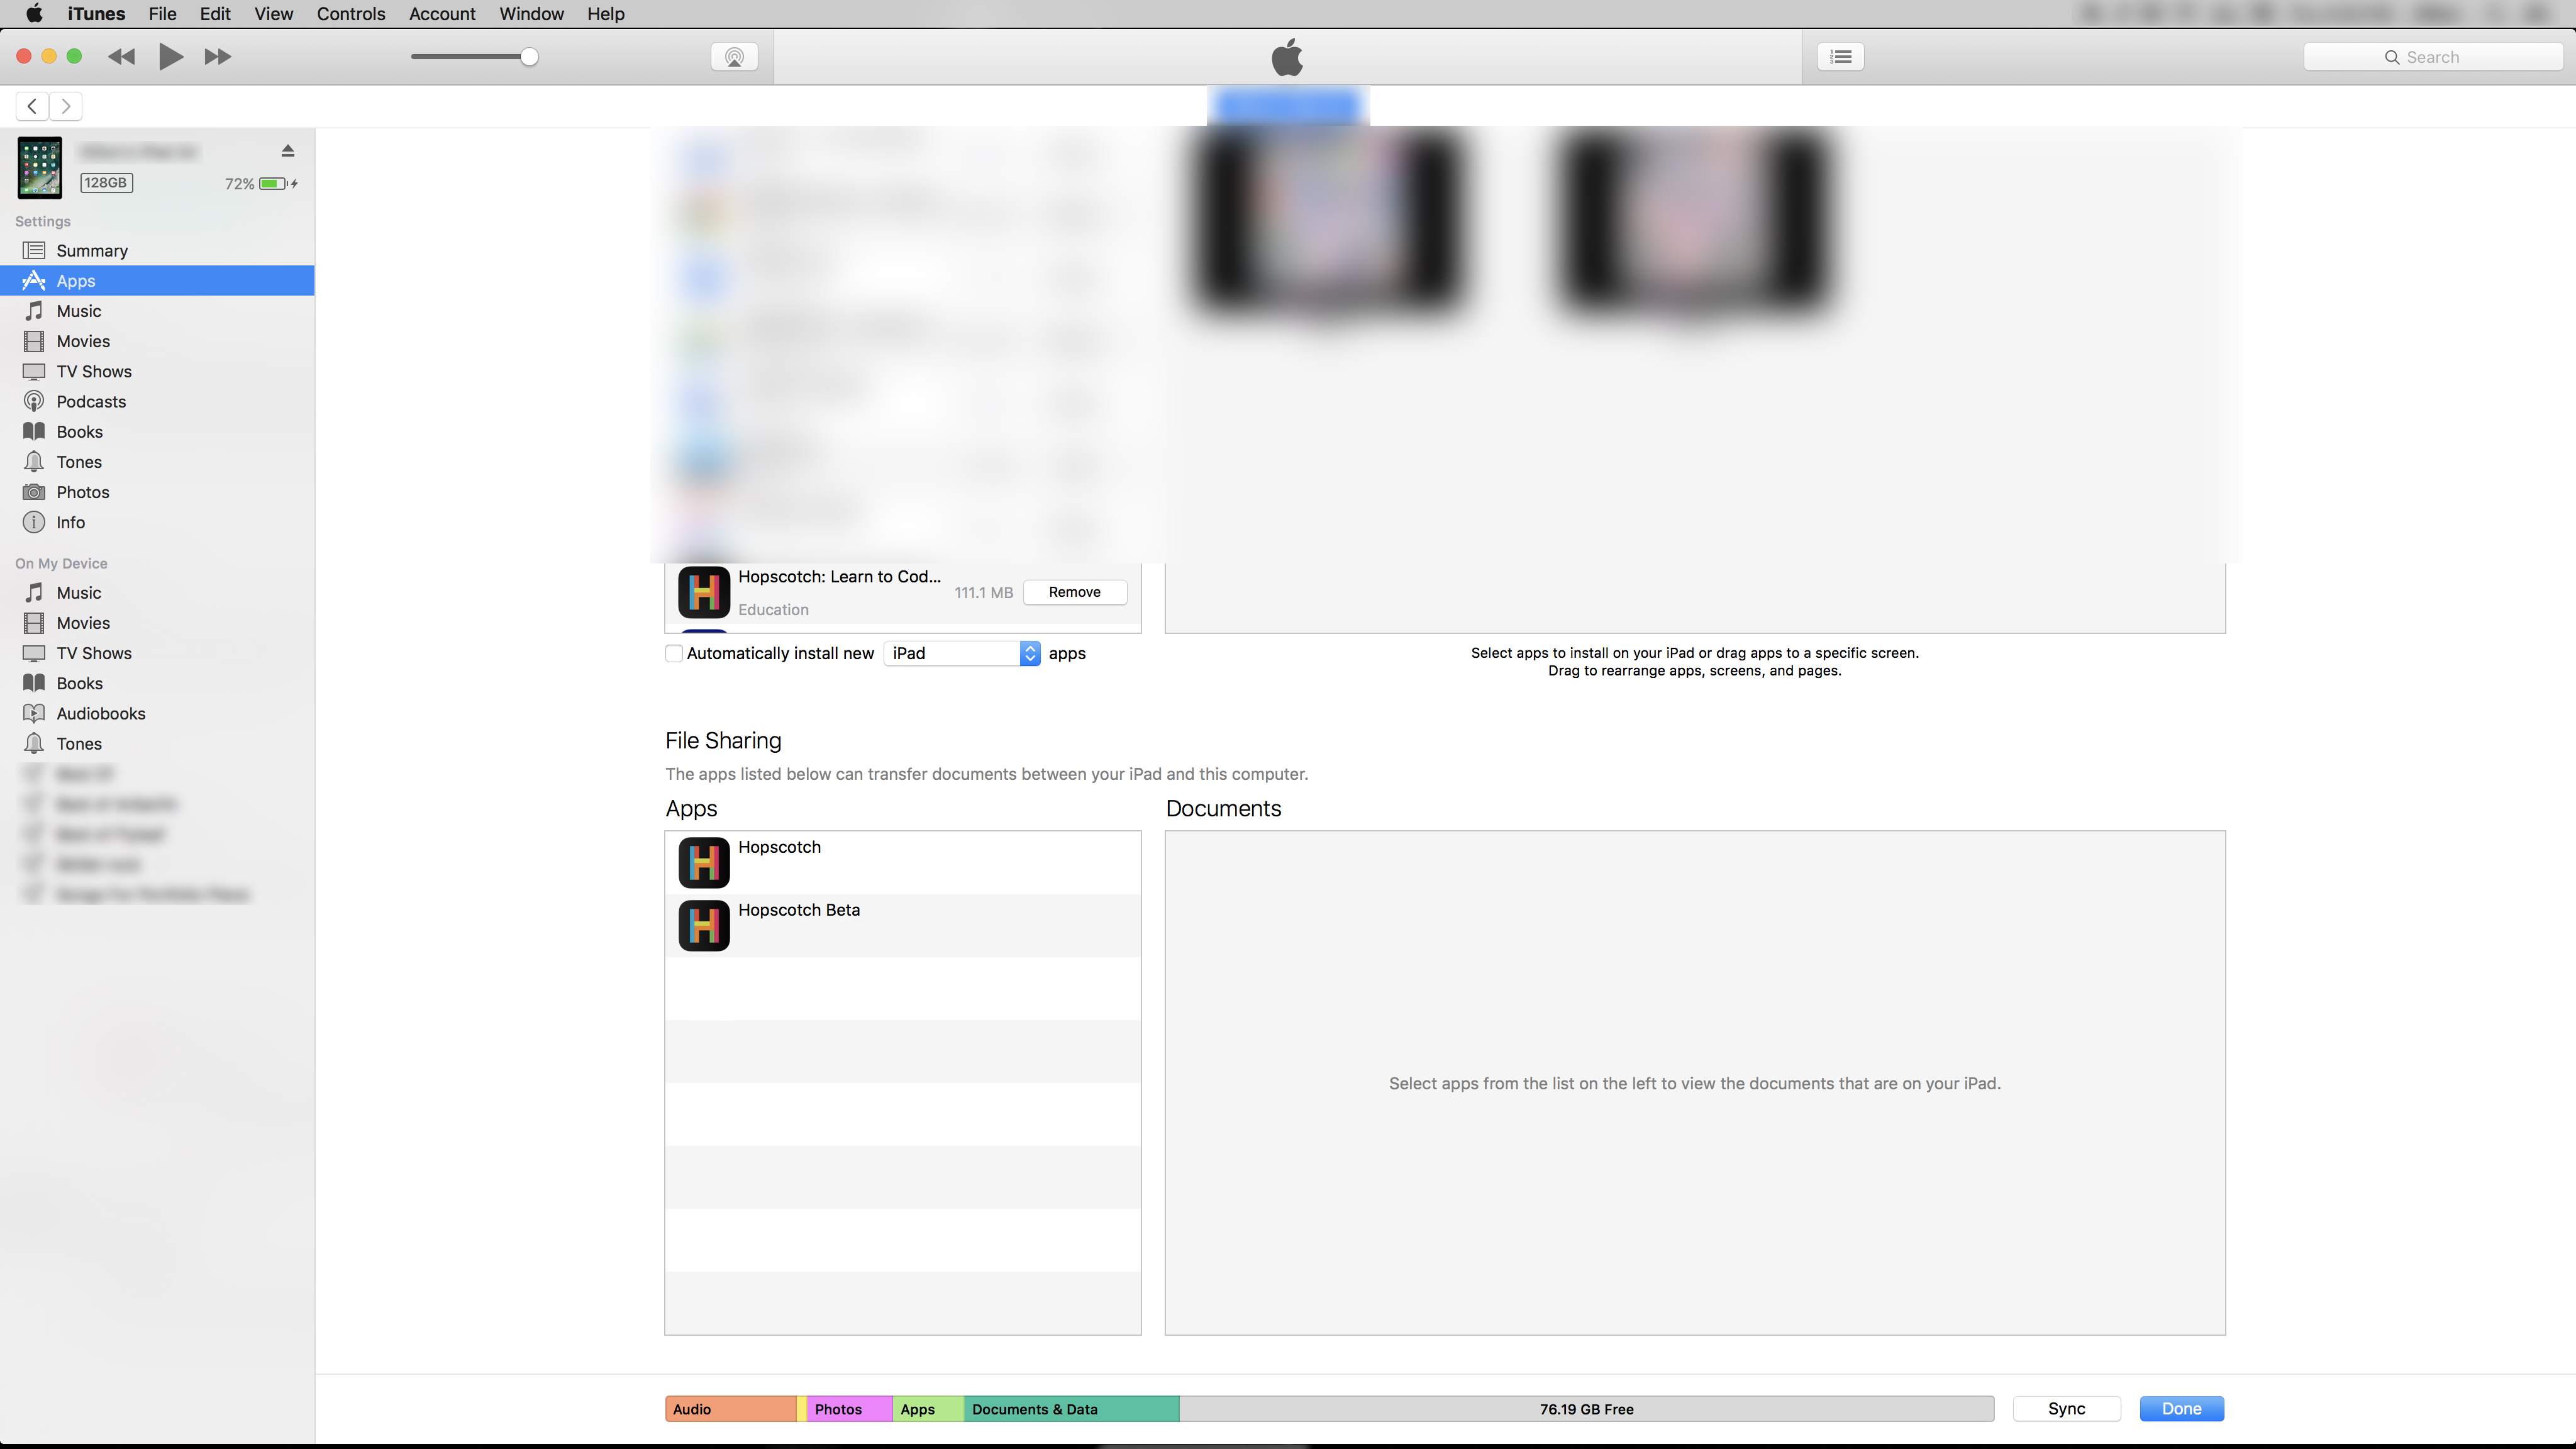 iTunes File Edit View Controls Account Window Help
Search
128GB 72%
Settings
Summary
Apps
Music
Movies
TV Shows
Podcasts
Books
Tones
Photos
Info
On My Device
Music
Movies
TV Shows
Books
Audiobooks
Tones
Hopscotch: Learn to Cod...
Education
111.1 MB
Remove
Automatically install new iPad apps
Select apps to install on your iPad or drag apps to a specific screen.
Drag to rearrange apps, screens, and pages.
File Sharing
The apps listed below can transfer documents between your iPad and this computer.
Apps
Hopscotch
Hopscotch Beta
Documents
Select apps from the list on the left to view the documents that are on your iPad.
Audio Photos Apps Documents & Data 76.19 GB Free Sync Done